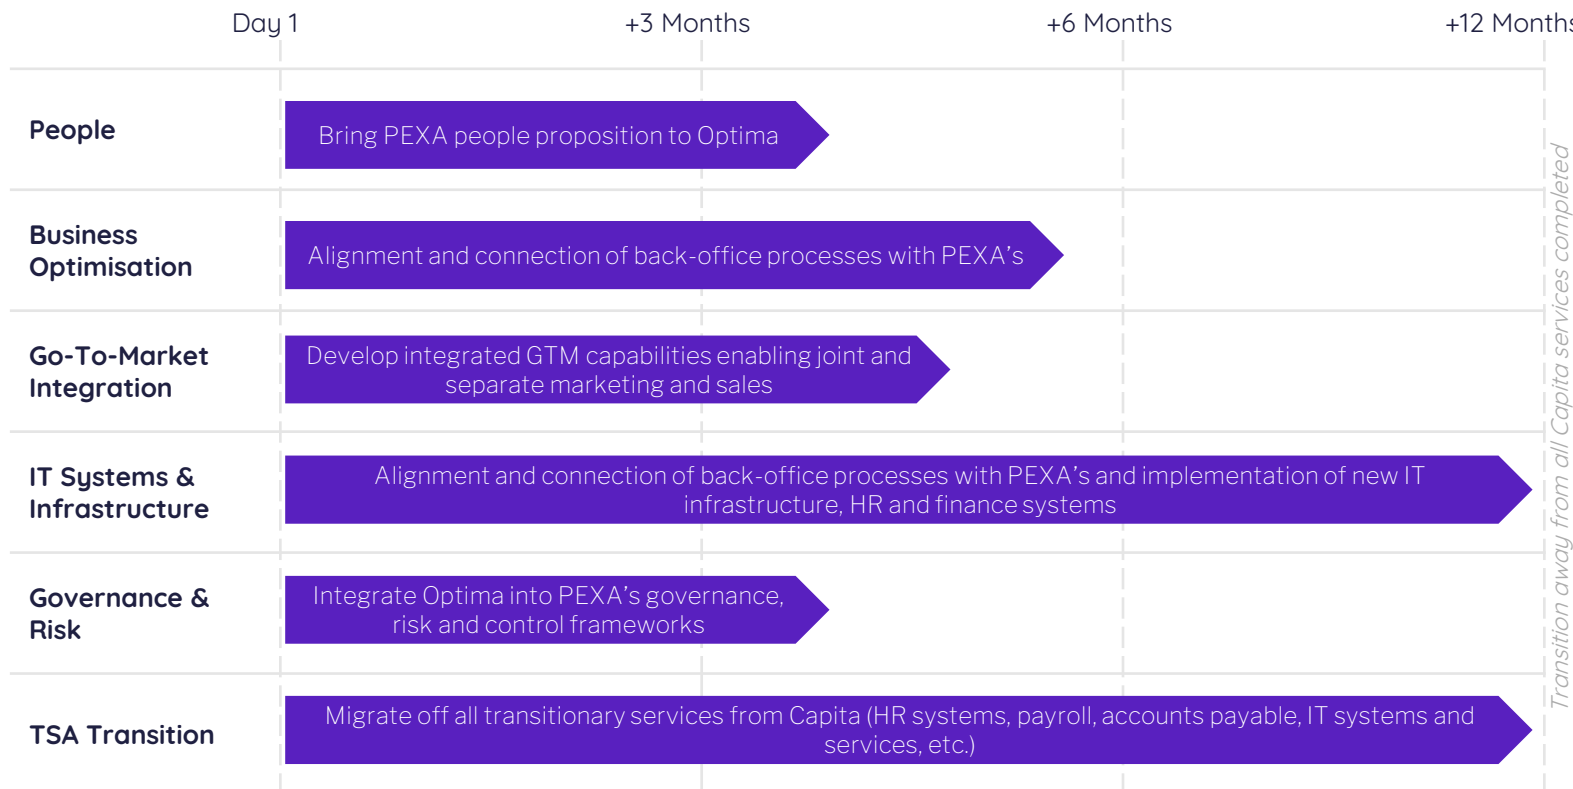 Day 1
+3 Months
+6 Months
+12 Months
People
Bring PEXA people proposition to Optima
Business
Optimisation
Alignment and connection of back-office processes with PEXA's
Go-To-Market
Integration
Develop integrated GTM capabilities enabling joint and
separate marketing and sales
IT Systems &
Infrastructure
Alignment and connection of back-office processes with PEXA's and implementation of new IT
infrastructure, HR and finance systems
Governance &
Risk
Integrate Optima into PEXA's governance,
risk and control frameworks
TSA Transition
Migrate off all transitionary services from Capita (HR systems, payroll, accounts payable, IT systems and
services, etc.)
Transition away from all Capita services completed